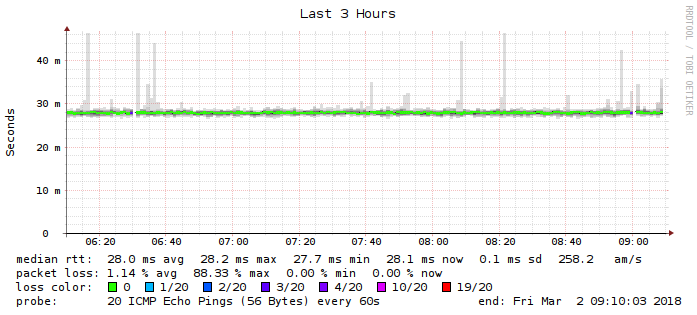 Last 3 Hours
RRDTOOL / TOBI OETIKER
Seconds
40 m
30 m
20 m
10 m
0
06:20 06:40 07:00 07:20 07:40 08:00 08:20 08:40 09:00
median rtt: 28.0 ms avg 28.2 ms max 27.7 ms min 28.1 ms now 0.1 ms sd 258.2 am/s
packet loss: 1.14 % avg 88.33 % max 0.00 % min 0.00 % now
loss color: 0 1/20 2/20 3/20 4/20 10/20 19/20
probe: 20 ICMP Echo Pings (56 Bytes) every 60s end: Fri Mar 2 09:10:03 2018